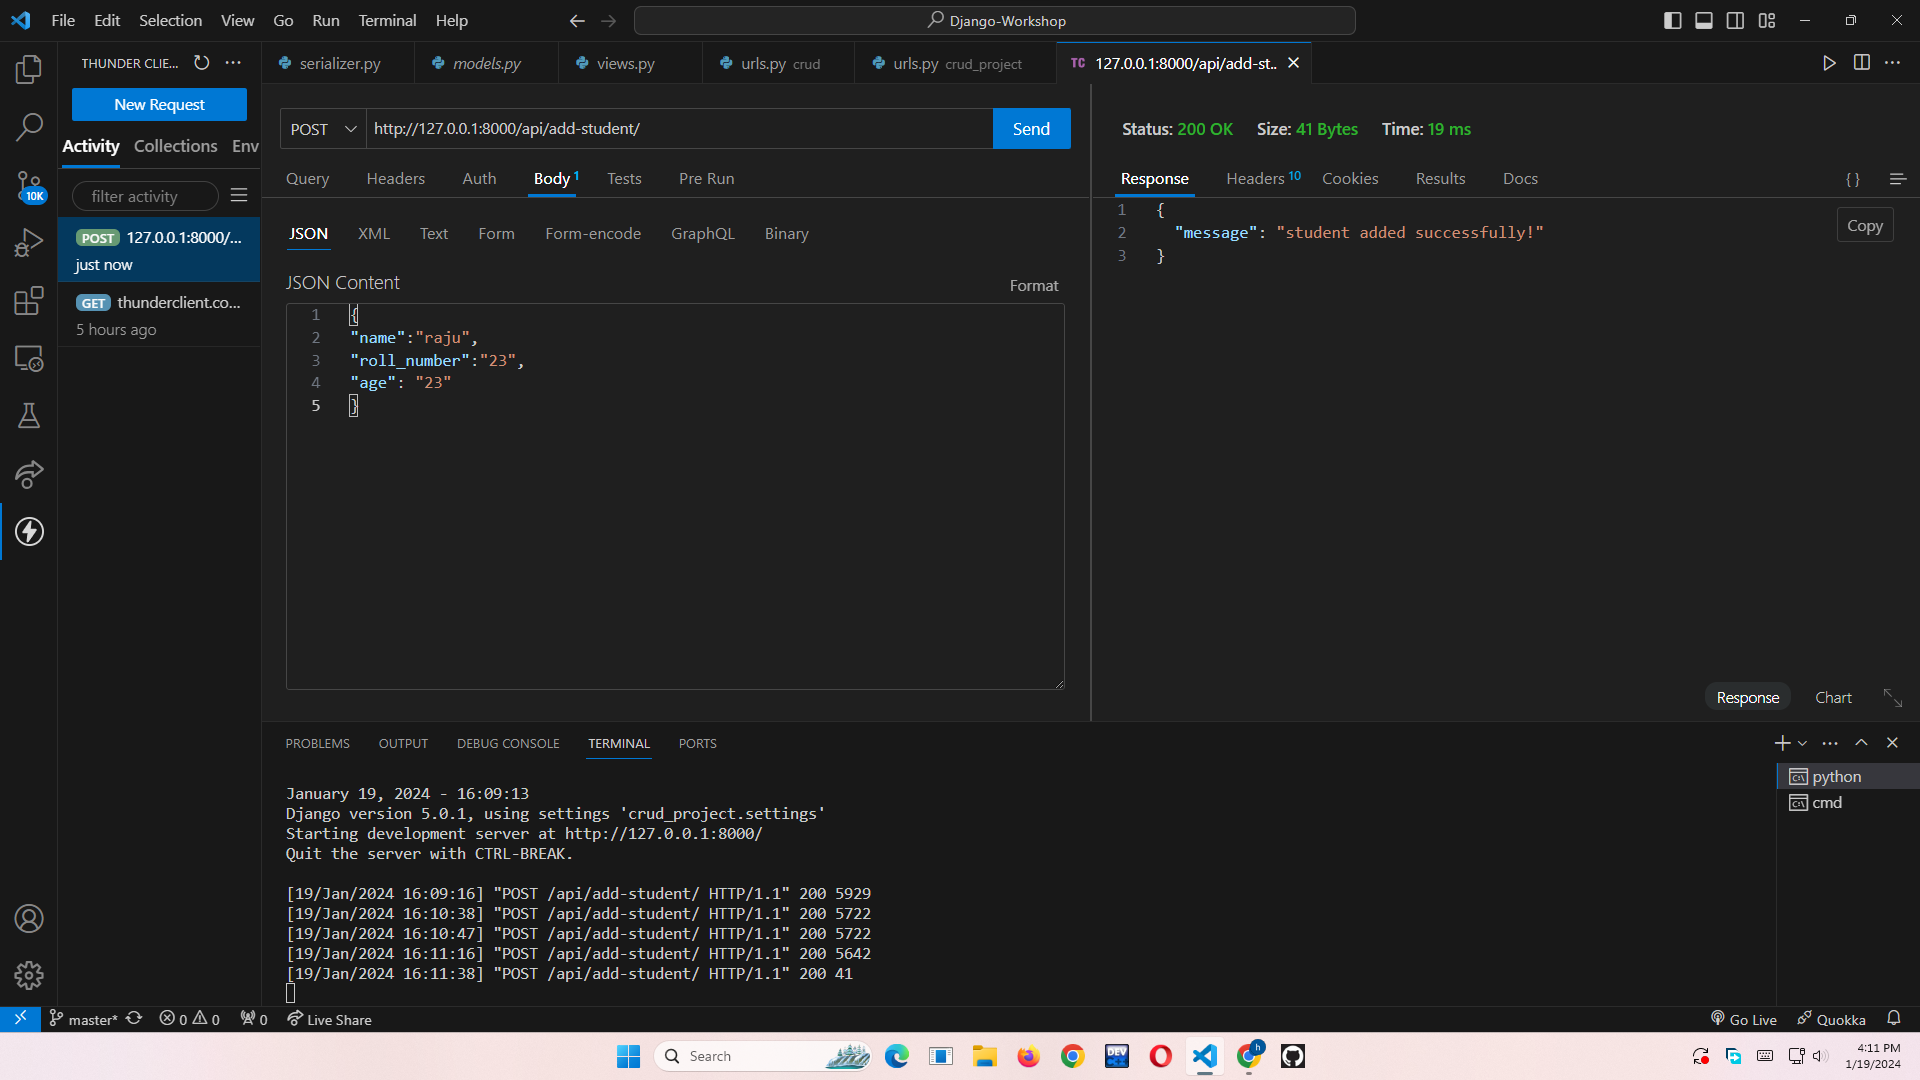 File Edit Selection View Go Run Terminal Help
Django-Workshop
THUNDER CLIE...
New Request
Activity Collections Env
filter activity
POST 127.0.0.1:8000/...
just now
GET thunderclient.co...
5 hours ago
10K
serializer.py
models.py
views.py
urls.py crud
urls.py crud_project
TC 127.0.0.1:8000/api/add-st..
POST http://127.0.0.1:8000/api/add-student/ Send
Query Headers Auth Body 1 Tests Pre Run
JSON XML Text Form Form-encode GraphQL Binary
JSON Content
Format
1 {
2 "name":"raju",
3 "roll_number":"23",
4 "age": "23"
5 }
Status: 200 OK Size: 41 Bytes Time: 19 ms
Response Headers 10 Cookies Results Docs { }
1 {
2 "message": "student added successfully!"
3 }
Copy
Response Chart
PROBLEMS OUTPUT DEBUG CONSOLE TERMINAL PORTS
January 19, 2024 - 16:09:13
Django version 5.0.1, using settings 'crud_project.settings'
Starting development server at http://127.0.0.1:8000/
Quit the server with CTRL-BREAK.
[19/Jan/2024 16:09:16] "POST /api/add-student/ HTTP/1.1" 200 5929
[19/Jan/2024 16:10:38] "POST /api/add-student/ HTTP/1.1" 200 5722
[19/Jan/2024 16:10:47] "POST /api/add-student/ HTTP/1.1" 200 5722
[19/Jan/2024 16:11:16] "POST /api/add-student/ HTTP/1.1" 200 5642
[19/Jan/2024 16:11:38] "POST /api/add-student/ HTTP/1.1" 200 41
python
cmd
master* 0 0 0 Live Share
Go Live Quokka
Search
DEV
h
4:11 PM
1/19/2024